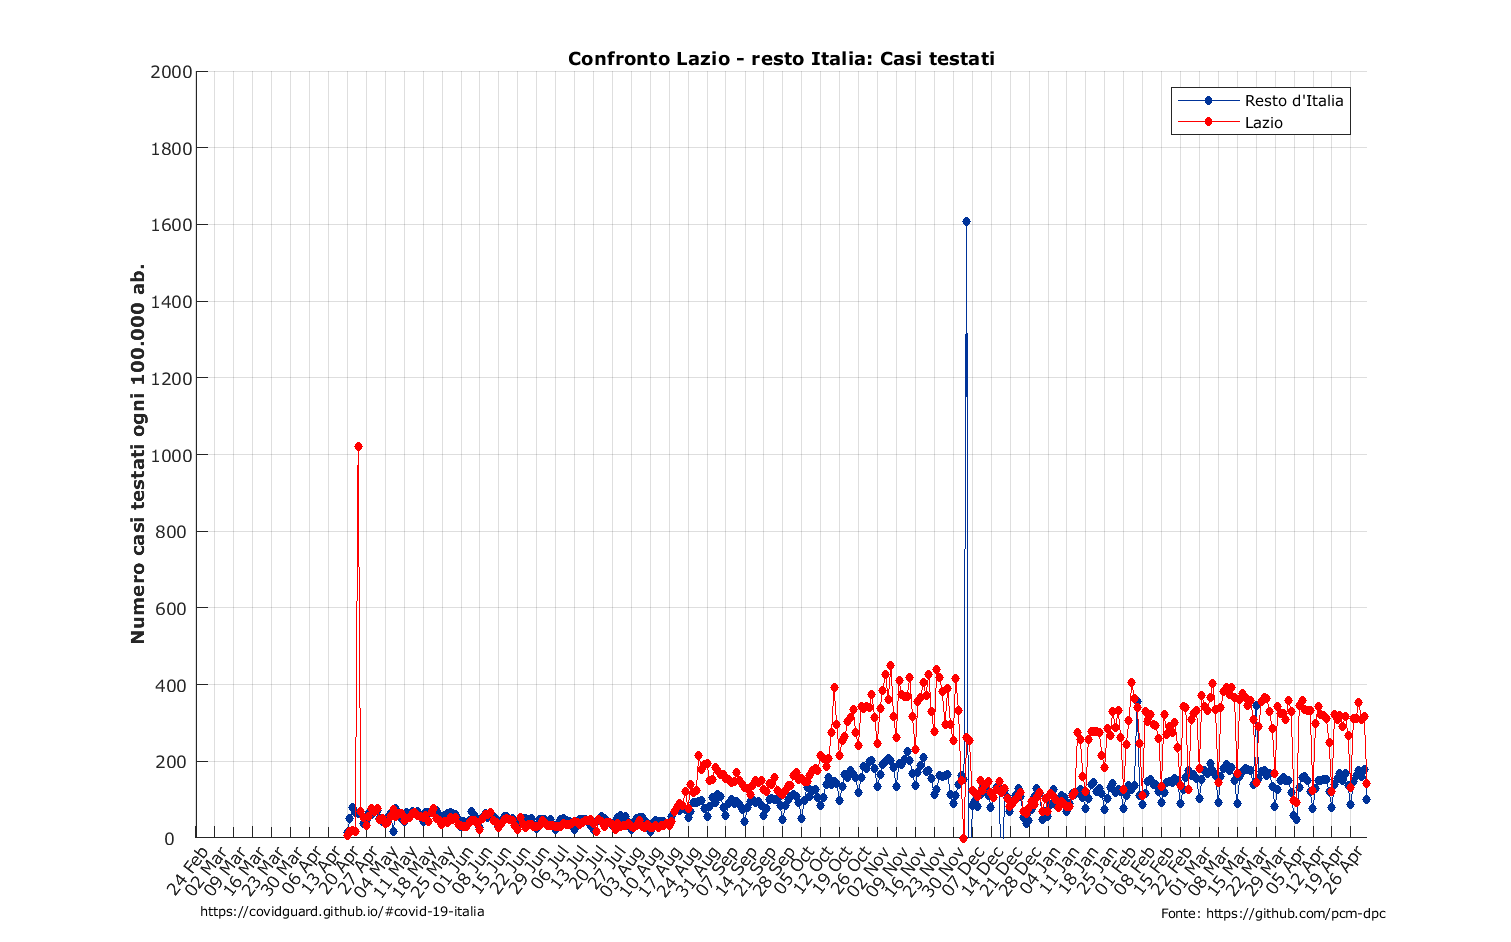 Confronto Lazio - resto Italia: Casi testati
Resto d'Italia
Lazio
Numero casi testati ogni 100.000 ab.
2000
1800
1600
1400
1200
1000
800
600
400
200
0
24 Feb
02 Mar
09 Mar
16 Mar
23 Mar
30 Mar
06 Apr
13 Apr
20 Apr
27 Apr
04 May
11 May
18 May
25 May
01 Jun
08 Jun
15 Jun
22 Jun
29 Jun
06 Jul
13 Jul
20 Jul
27 Jul
03 Aug
10 Aug
17 Aug
24 Aug
31 Aug
07 Sep
14 Sep
21 Sep
28 Sep
05 Oct
12 Oct
19 Oct
26 Oct
02 Nov
09 Nov
16 Nov
23 Nov
30 Nov
07 Dec
14 Dec
21 Dec
28 Dec
04 Jan
11 Jan
18 Jan
25 Jan
01 Feb
08 Feb
15 Feb
22 Feb
01 Mar
08 Mar
15 Mar
22 Mar
29 Mar
05 Apr
12 Apr
19 Apr
26 Apr
https://covidguard.github.io/#covid-19-italia
Fonte: https://github.com/pcm-dpc